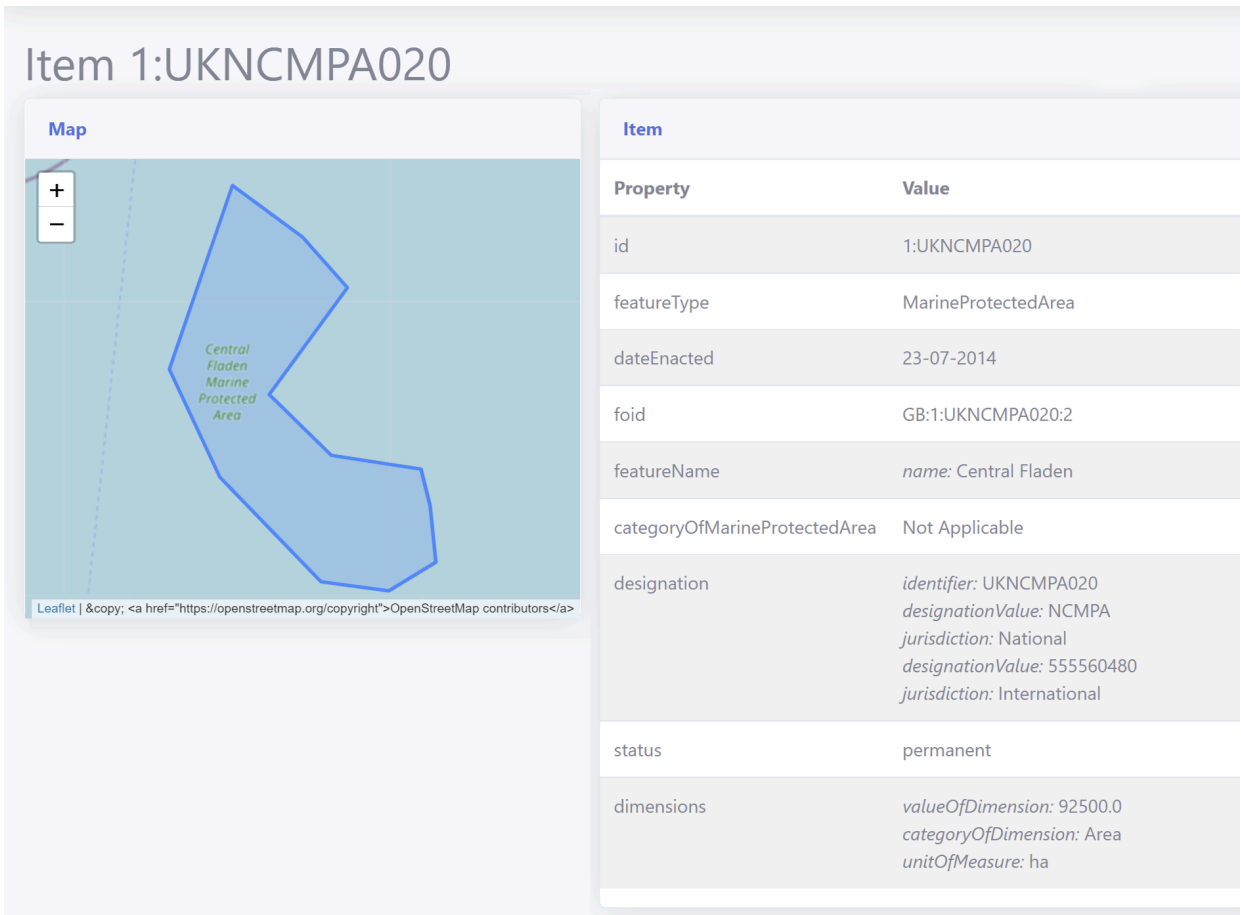 Item 1:UKNCMPA020
Map
+
−
Central
Fladen
Marine
Protected
Area
Leaflet | &copy; <a href="https://openstreetmap.org/copyright">OpenStreetMap contributors</a>
Item
Property Value
id 1:UKNCMPA020
featureType MarineProtectedArea
dateEnacted 23-07-2014
foid GB:1:UKNCMPA020:2
featureName name: Central Fladen
categoryOfMarineProtectedArea Not Applicable
designation identifier: UKNCMPA020
designationValue: NCMPA
jurisdiction: National
designationValue: 555560480
jurisdiction: International
status permanent
dimensions valueOfDimension: 92500.0
categoryOfDimension: Area
unitOfMeasure: ha